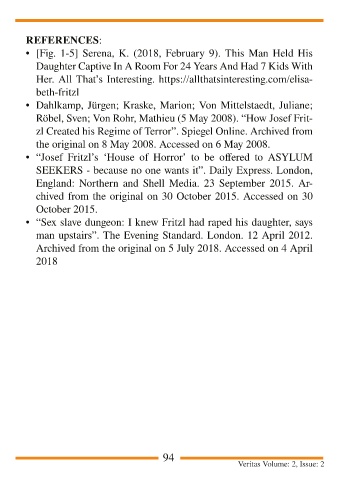 REFERENCES:
• [Fig. 1-5] Serena, K. (2018, February 9). This Man Held His
Daughter Captive In A Room For 24 Years And Had 7 Kids With
Her. All That's Interesting. https://allthatsinteresting.com/elisa-
beth-fritzl
• Dahlkamp, Jürgen; Kraske, Marion; Von Mittelstaedt, Juliane;
Röbel, Sven; Von Rohr, Mathieu (5 May 2008). “How Josef Frit-
zl Created his Regime of Terror”. Spiegel Online. Archived from
the original on 8 May 2008. Accessed on 6 May 2008.
• “Josef Fritzl’s ‘House of Horror’ to be offered to ASYLUM
SEEKERS - because no one wants it”. Daily Express. London,
England: Northern and Shell Media. 23 September 2015. Ar-
chived from the original on 30 October 2015. Accessed on 30
October 2015.
• “Sex slave dungeon: I knew Fritzl had raped his daughter, says
man upstairs”. The Evening Standard. London. 12 April 2012.
Archived from the original on 5 July 2018. Accessed on 4 April
2018
94
Veritas Volume: 2, Issue: 2